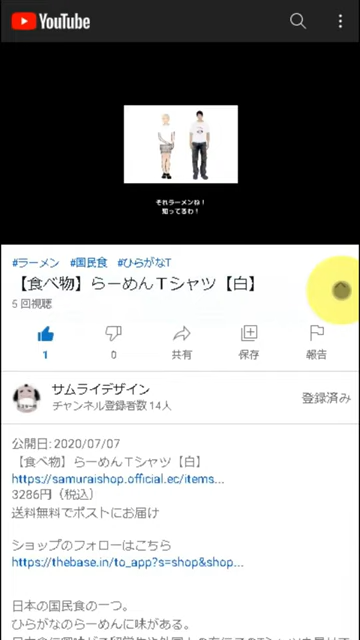 YouTube
それラーメンね！
知ってるわ！
#ラーメン #国民食 #ひらがなT
【食べ物】らーめんＴシャツ【白】
5 回視聴
1
0
共有
保存
報告
サムライデザイン
チャンネル登録者数 14人
登録済み
公開日: 2020/07/07
【食べ物】らーめんＴシャツ【白】
https://samuraishop.official.ec/items...
3286円（税込）
送料無料でポストにお届け
ショップのフォローはこちら
https://thebase.in/to_app?s=shop&shop...
日本の国民食の一つ。
ひらがなのらーめんに味がある。